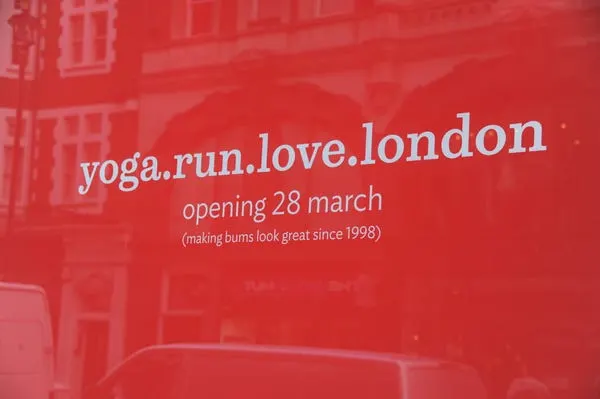 yoga.run.love.london
opening 28 march
(making bums look great since 1998)